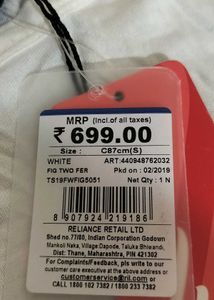 MRP (Incl.of all taxes)
₹ 699.00
Size : C87cm(S)
WHITE ART:440948762032
FIG TWO FER Pkd on : 02/2019
TS19FWFIG5051 Net Qty : 1 N
8 907924 219186
RELIANCE RETAIL LTD
Shed no.77/80, Indian Corporation Godown
Mankoli Naka, Village Dapode, Taluka Bhiwandi,
Dist: Thane, Maharashtra, PIN 421302
For Complaints/Feedback, pls write to our
customer care executive at the above address or
customerservice@ril.com
CALL 1800 102 7382 / 1800 233 7382